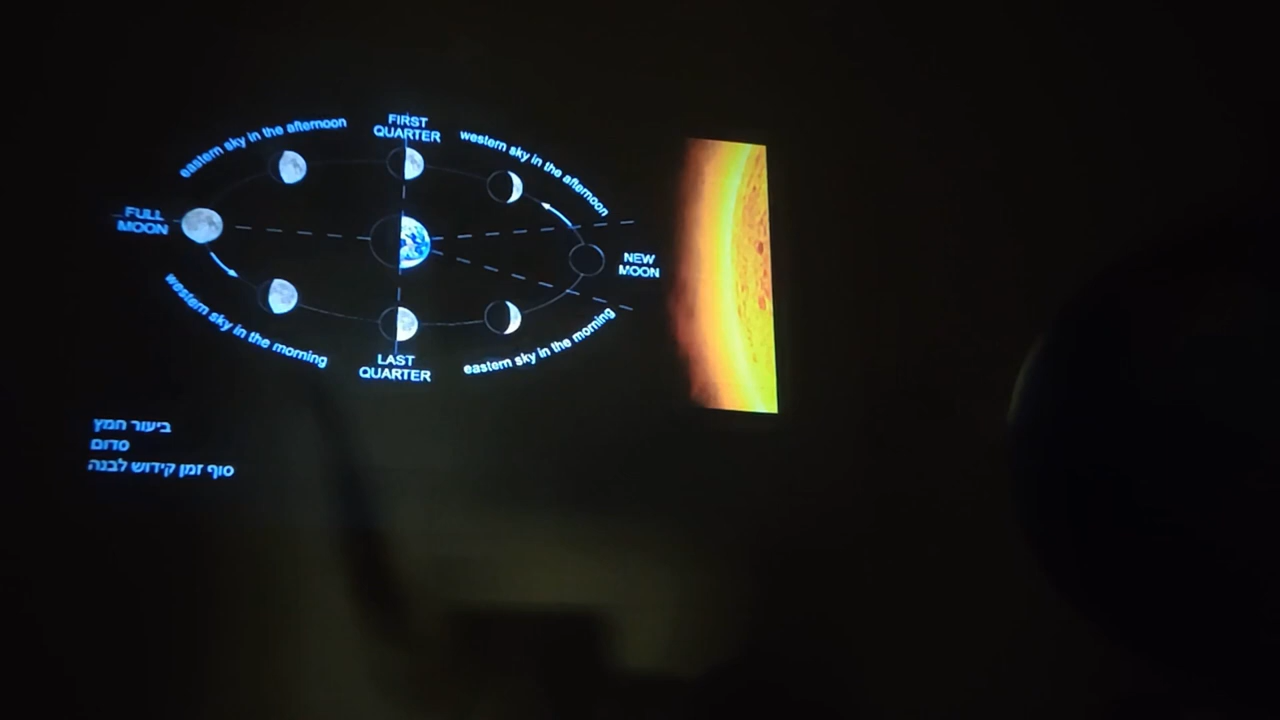 eastern sky in the afternoon
FIRST
QUARTER
western sky in the afternoon
FULL
MOON
NEW
MOON
western sky in the morning
LAST
QUARTER
eastern sky in the morning
ביעור חמץ
סדום
סוף זמן קידוש לבנה